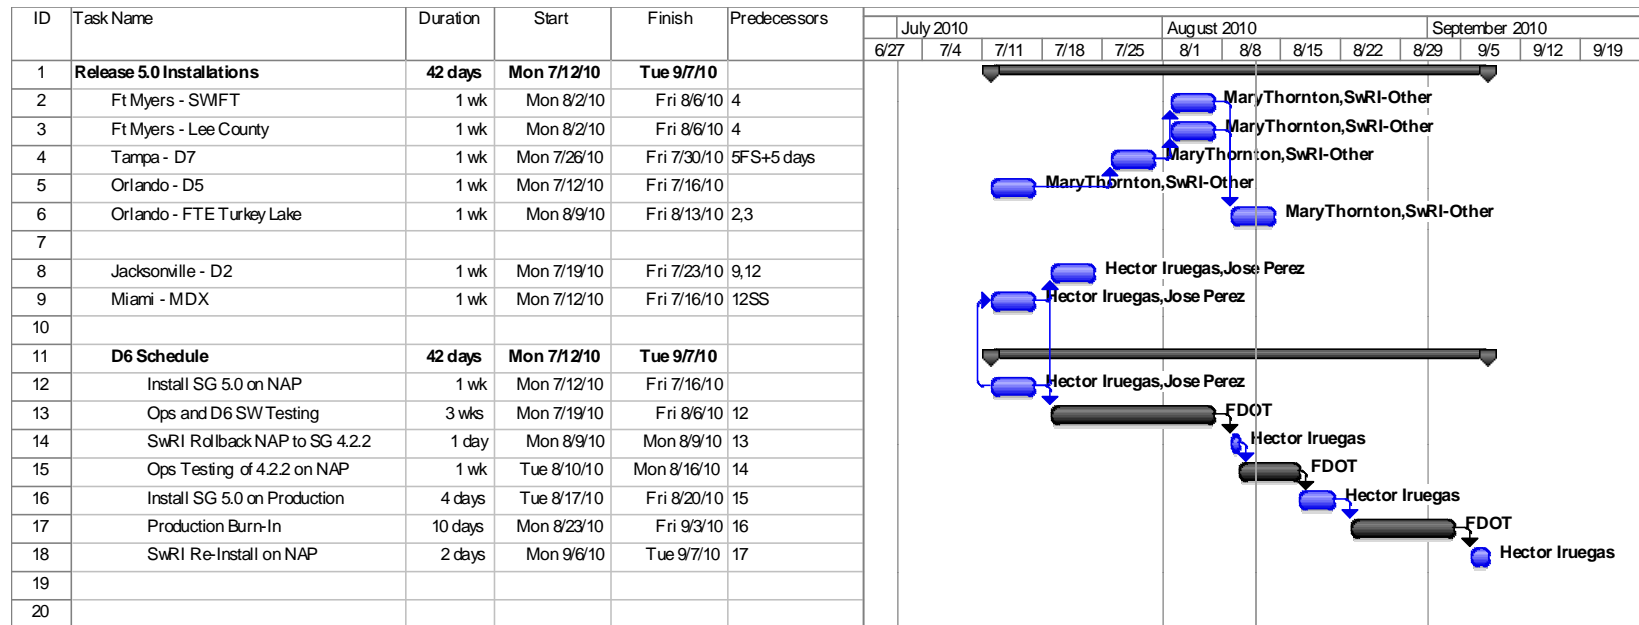 ID Task Name Duration Start Finish Predecessors
July 2010 August 2010 September 2010
6/27 7/4 7/11 7/18 7/25 8/1 8/8 8/15 8/22 8/29 9/5 9/12 9/19
1 Release 5.0 Installations 42 days Mon 7/12/10 Tue 9/7/10
2 Ft Myers - SWIFT 1 wk Mon 8/2/10 Fri 8/6/10 4 Mary Thornton,SwRI-Other
3 Ft Myers - Lee County 1 wk Mon 8/2/10 Fri 8/6/10 4 Mary Thornton,SwRI-Other
4 Tampa - D7 1 wk Mon 7/26/10 Fri 7/30/10 5FS+5 days Mary Thornton,SwRI-Other
5 Orlando - D5 1 wk Mon 7/12/10 Fri 7/16/10 Mary Thornton,SwRI-Other
6 Orlando - FTE Turkey Lake 1 wk Mon 8/9/10 Fri 8/13/10 2,3 Mary Thornton,SwRI-Other
7
8 Jacksonville - D2 1 wk Mon 7/19/10 Fri 7/23/10 9,12 Hector Iruegas,Jose Perez
9 Miami - MDX 1 wk Mon 7/12/10 Fri 7/16/10 12SS Hector Iruegas,Jose Perez
10
11 D6 Schedule 42 days Mon 7/12/10 Tue 9/7/10
12 Install SG 5.0 on NAP 1 wk Mon 7/12/10 Fri 7/16/10 Hector Iruegas,Jose Perez
13 Ops and D6 SW Testing 3 wks Mon 7/19/10 Fri 8/6/10 12 FDOT
14 SwRI Rollback NAP to SG 4.2.2 1 day Mon 8/9/10 Mon 8/9/10 13 Hector Iruegas
15 Ops Testing of 4.2.2 on NAP 1 wk Tue 8/10/10 Mon 8/16/10 14 FDOT
16 Install SG 5.0 on Production 4 days Tue 8/17/10 Fri 8/20/10 15 Hector Iruegas
17 Production Burn-In 10 days Mon 8/23/10 Fri 9/3/10 16 FDOT
18 SwRI Re-Install on NAP 2 days Mon 9/6/10 Tue 9/7/10 17 Hector Iruegas
19
20